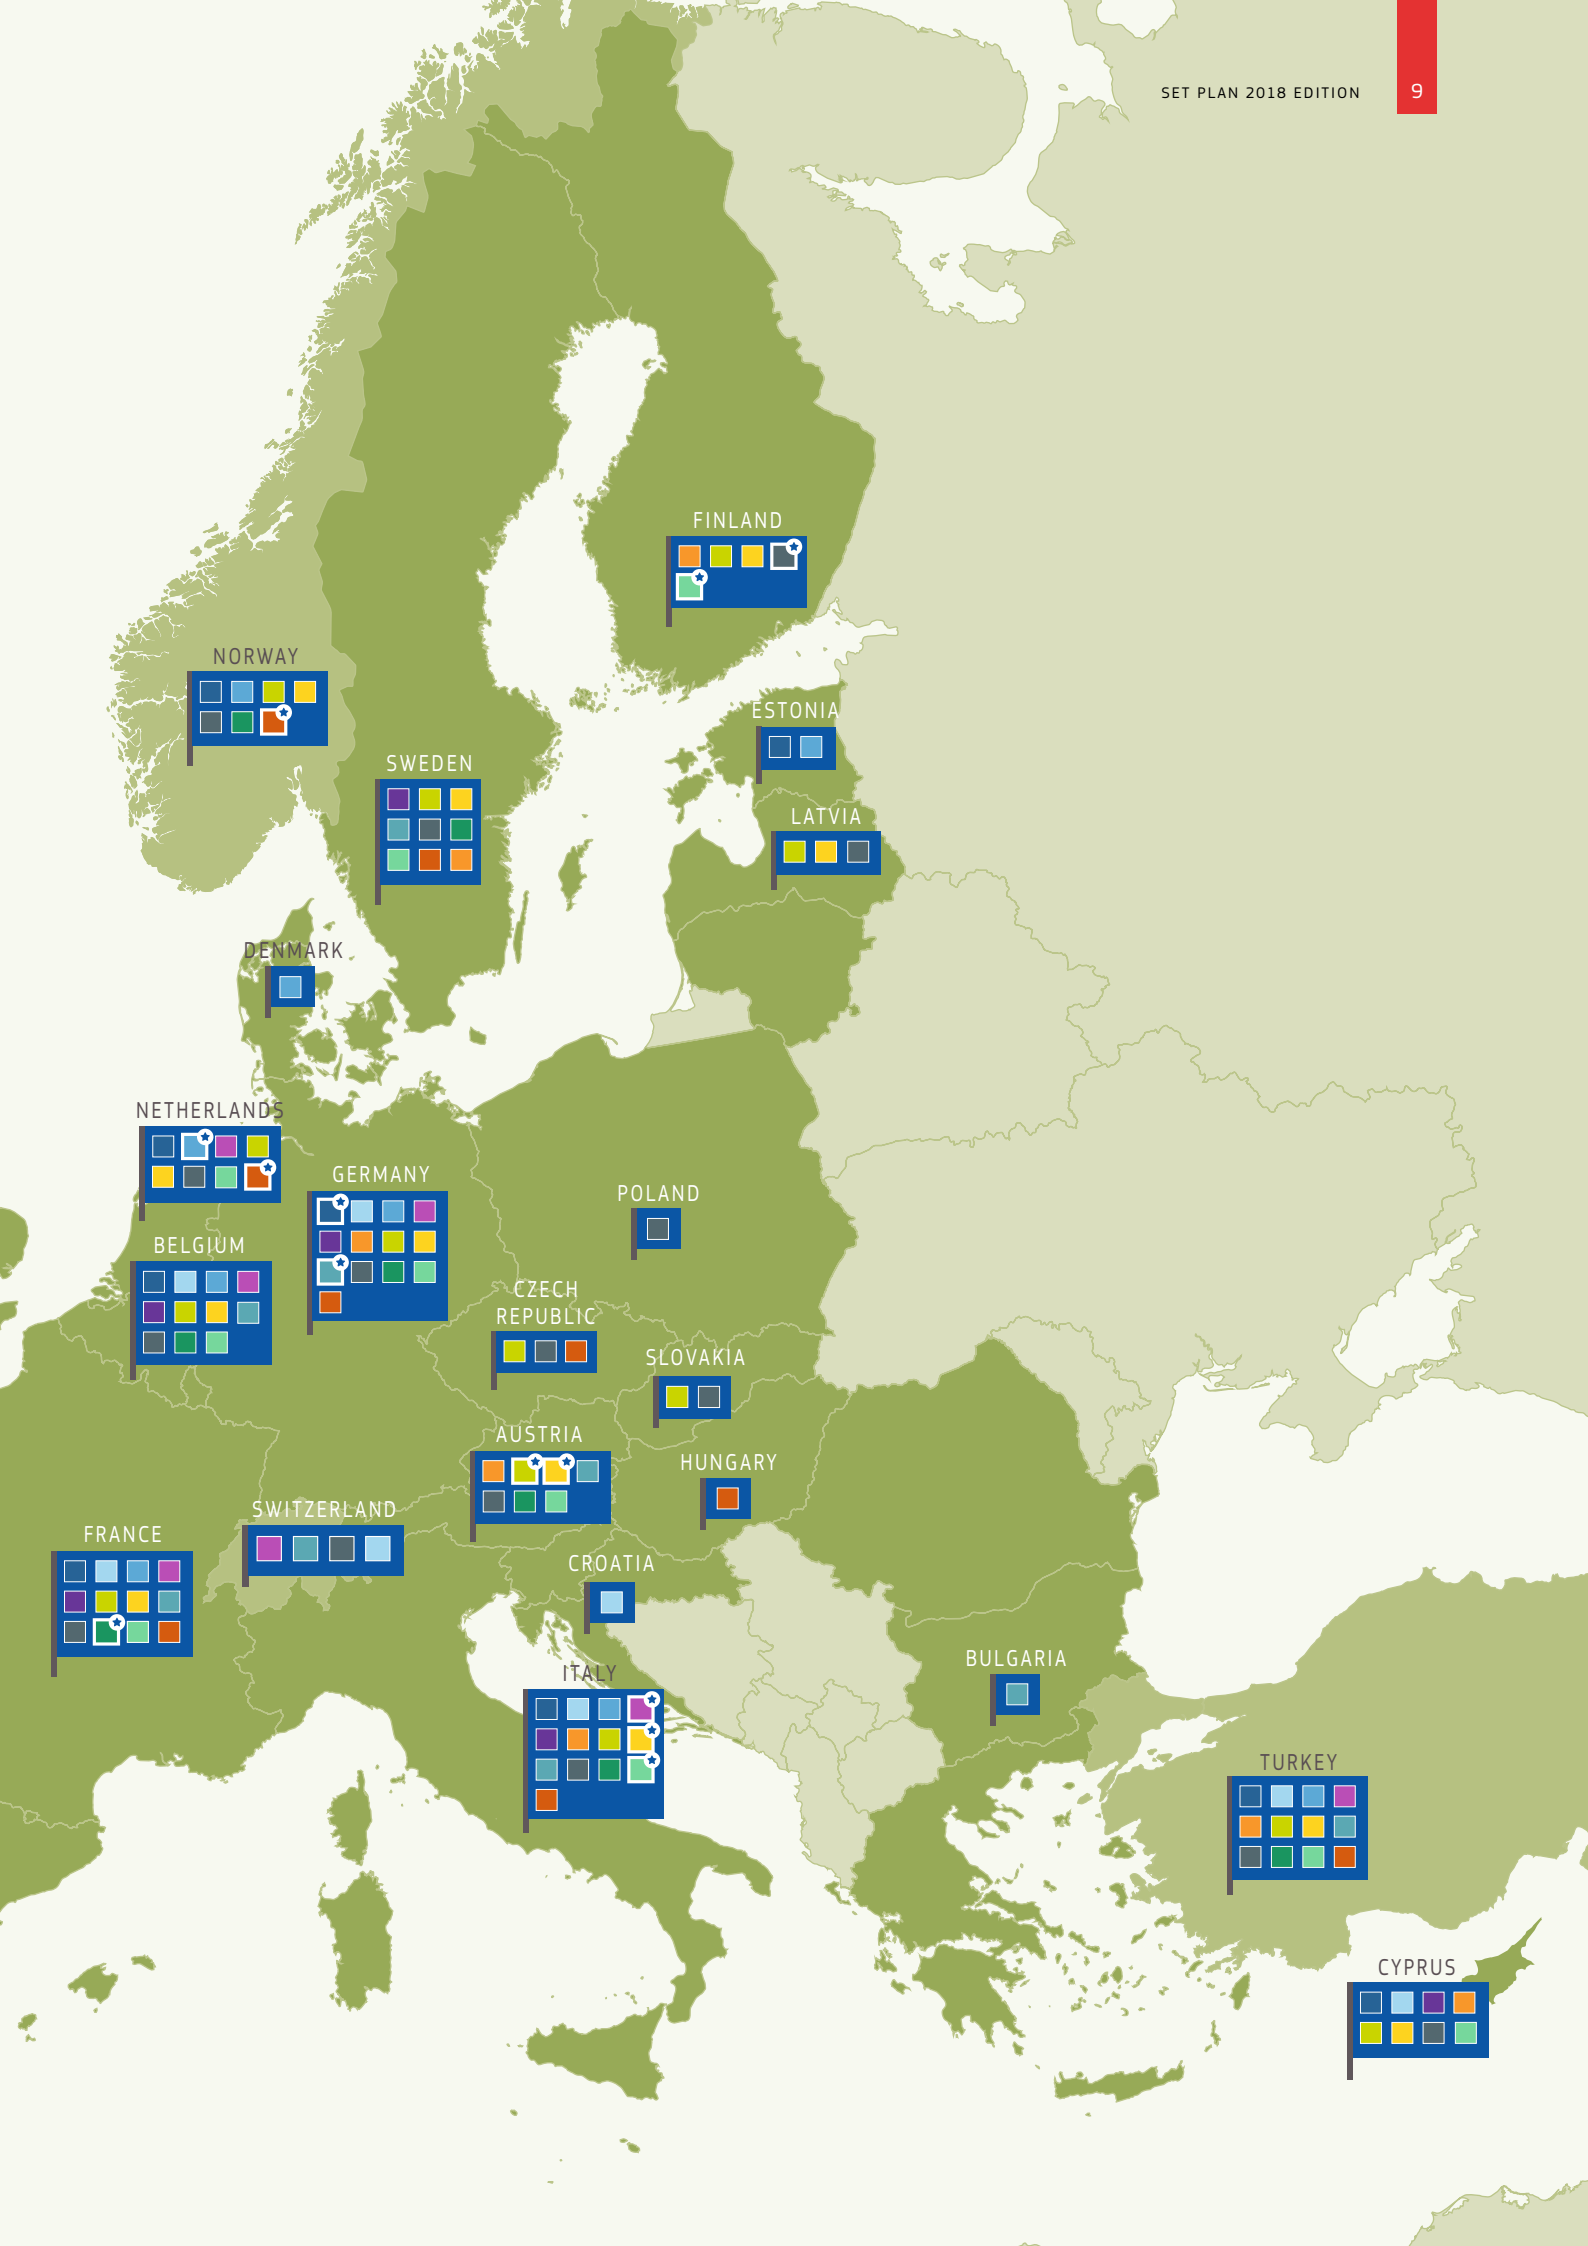 SET PLAN 2018 EDITION
9
FINLAND
NORWAY
ESTONIA
SWEDEN
LATVIA
DENMARK
NETHERLANDS
GERMANY
POLAND
BELGIUM
CZECH
REPUBLIC
SLOVAKIA
AUSTRIA
HUNGARY
SWITZERLAND
FRANCE
CROATIA
BULGARIA
ITALY
TURKEY
CYPRUS